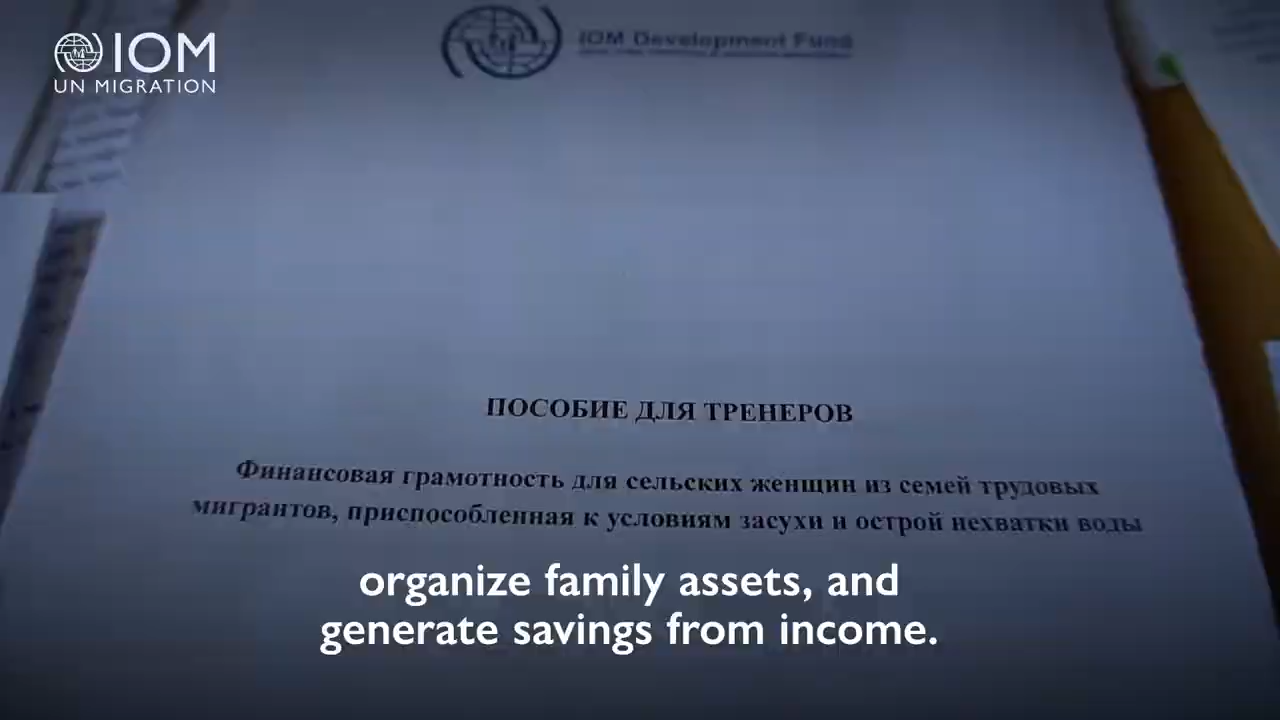 IOM
UN MIGRATION
IOM Development Fund
ПОСОБИЕ ДЛЯ ТРЕНЕРОВ
Финансовая грамотность для сельских женщин из семей трудовых
мигрантов, приспособленная к условиям засухи и острой нехватки воды
organize family assets, and
generate savings from income.